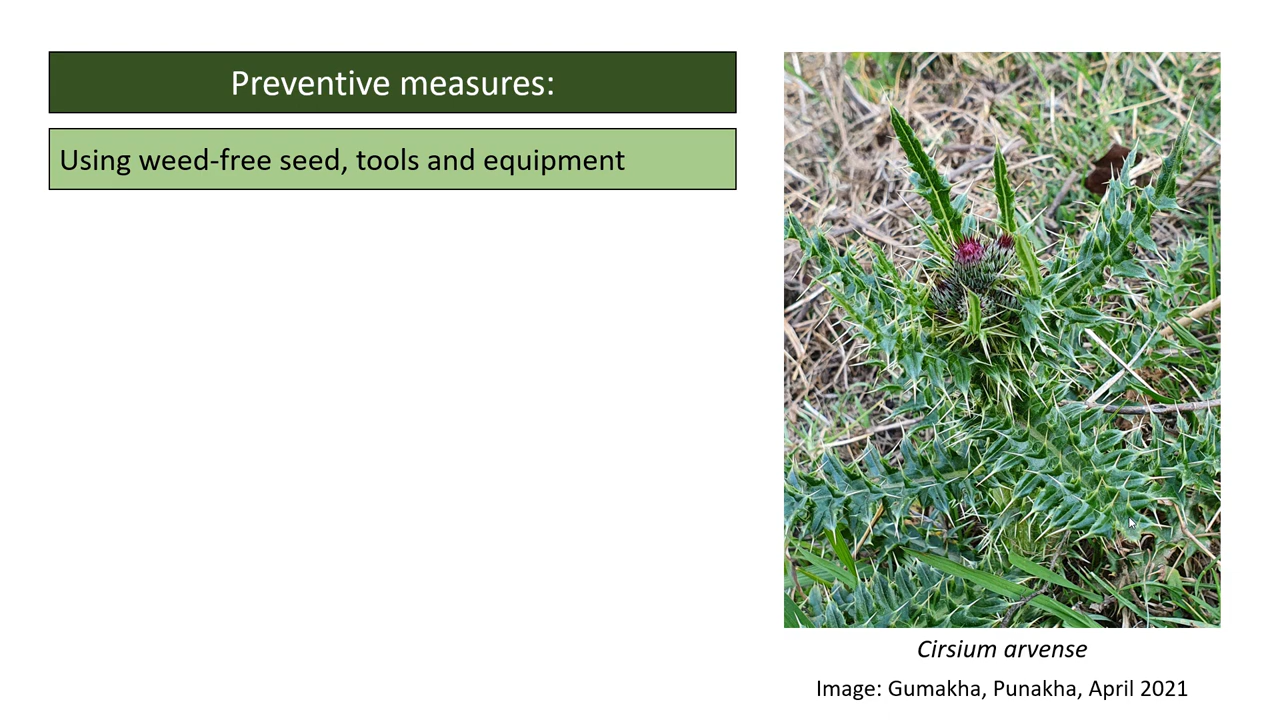 Preventive measures:
Using weed-free seed, tools and equipment
Cirsium arvense
Image: Gumakha, Punakha, April 2021